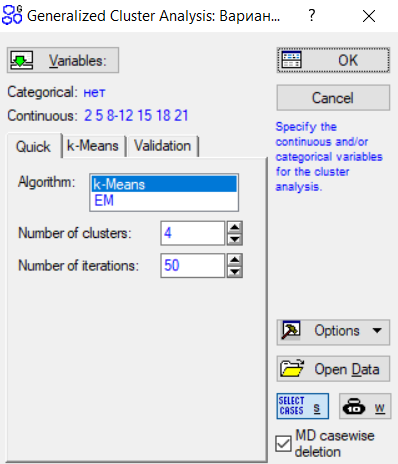 Generalized Cluster Analysis: Вариан... ? ×
Variables:
OK
Categorical: нет
Cancel
Continuous: 2 5 8-12 15 18 21
Specify the
continuous and/or
categorical variables
for the cluster
analysis.
Quick k-Means Validation
Algorithm: k-Means
EM
Number of clusters: 4
Number of iterations: 50
Options
Open Data
SELECT
CASES S
W
MD casewise
deletion